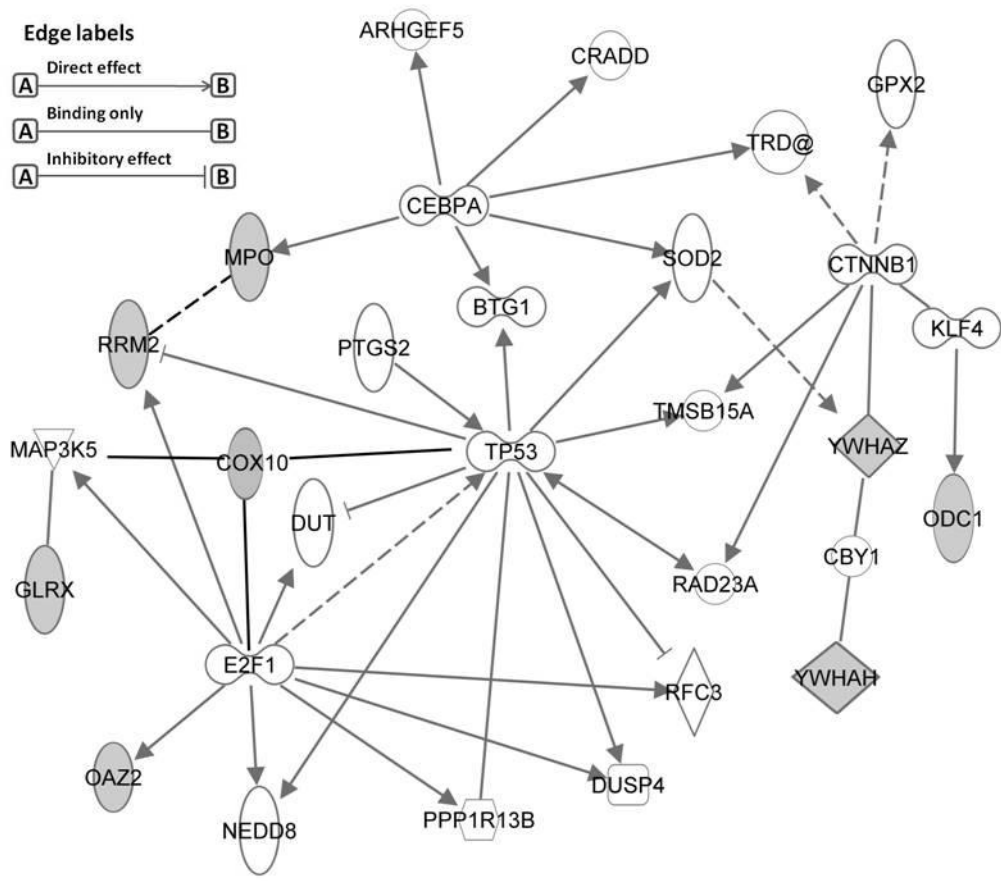 Edge labels
Direct effect
A B
Binding only
A B
Inhibitory effect
A B
ARHGEF5
CRADD
GPX2
TRD@
CEBPA
MPO
SOD2
CTNNB1
BTG1
KLF4
RRM2
PTGS2
TMSB15A
MAP3K5
COX10
TP53
YWHAZ
DUT
ODC1
CBY1
GLRX
RAD23A
E2F1
RFC3
YWHAH
OAZ2
DUSP4
NEDD8
PPP1R13B